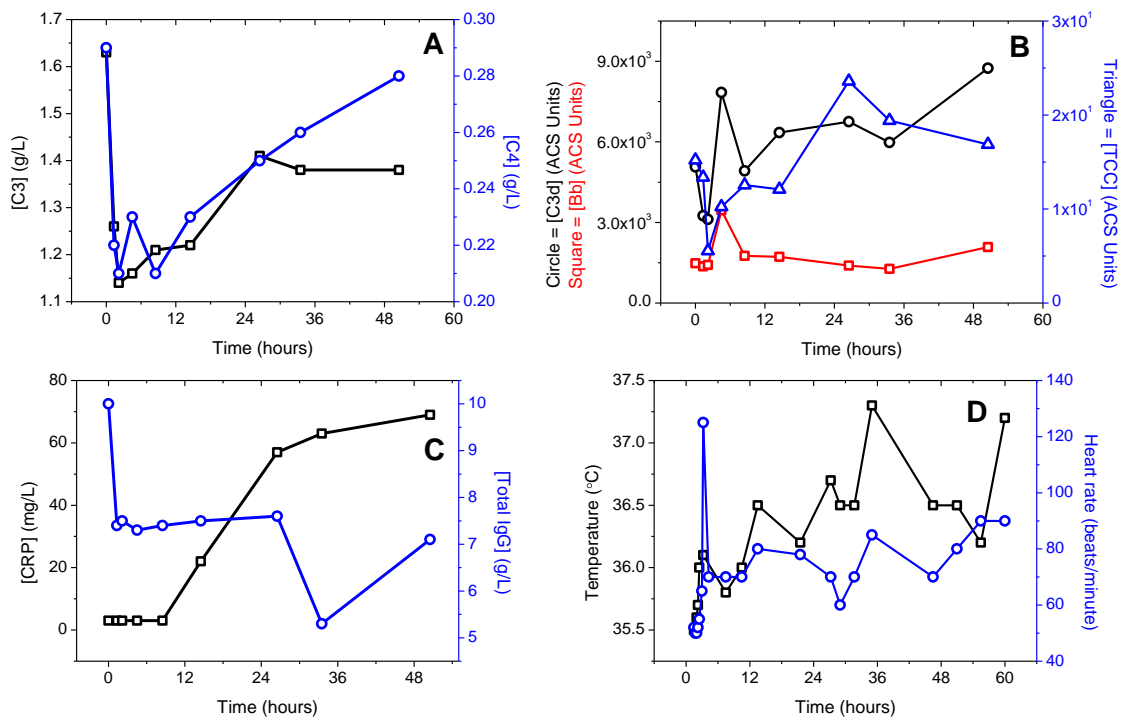 A
1.7
1.6
1.5
1.4
1.3
1.2
1.1
[C3] (g/L)
0.30
0.28
0.26
0.24
0.22
0.20
[C4] (g/L)
0 12 24 36 48 60
Time (hours)
B
9.0x10³
6.0x10³
3.0x10³
0.0
Circle = [C3d] (ACS Units)
Square = [Bb] (ACS Units)
3x10¹
2x10¹
1x10¹
0
Triangle = [TCC] (ACS Units)
0 12 24 36 48 60
Time (hours)
C
80
60
40
20
0
[CRP] (mg/L)
10
9
8
7
6
5
[Total IgG] (g/L)
0 12 24 36 48 60
Time (hours)
D
37.5
37.0
36.5
36.0
35.5
Temperature (°C)
140
120
100
80
60
40
Heart rate (beats/minute)
0 12 24 36 48 60
Time (hours)